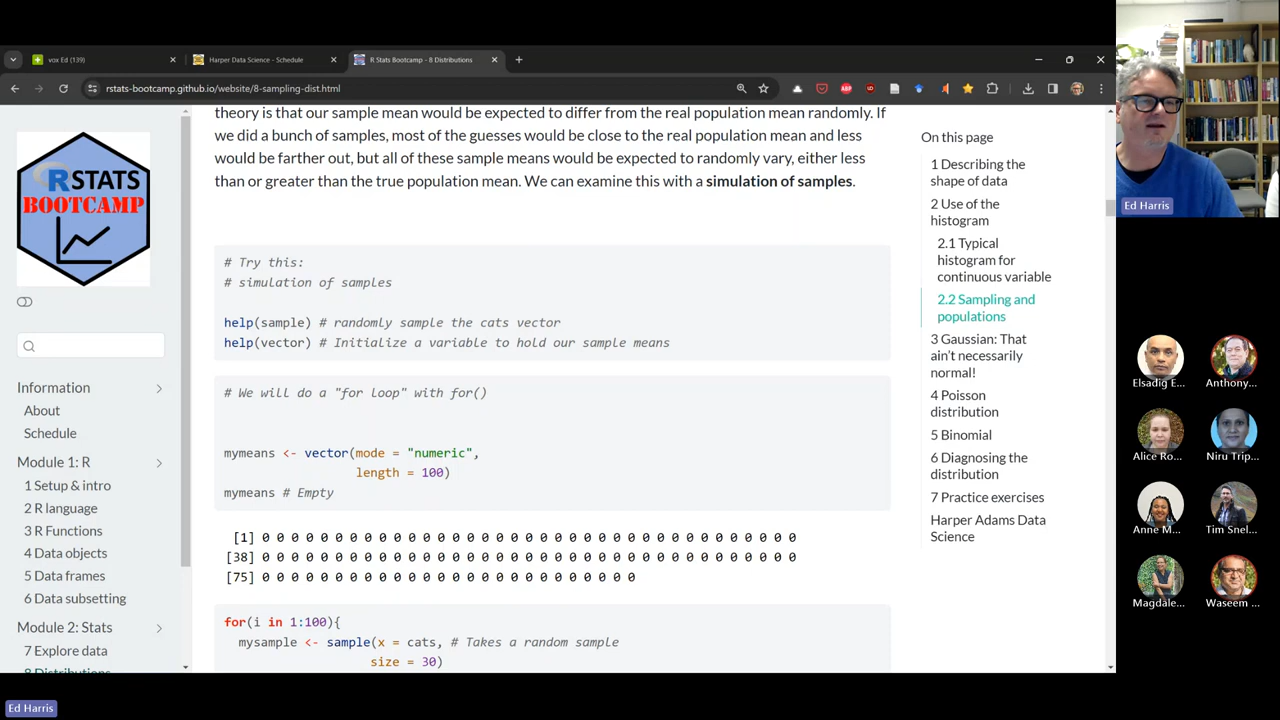 vox Ed (139)
Harper Data Science - Schedule
R Stats Bootcamp - 8 Distributions
rstats-bootcamp.github.io/website/8-sampling-dist.html
RSTATS
BOOTCAMP
Information
About
Schedule
Module 1: R
1 Setup & intro
2 R language
3 R Functions
4 Data objects
5 Data frames
6 Data subsetting
Module 2: Stats
7 Explore data
8 Distributions
theory is that our sample mean would be expected to differ from the real population mean randomly. If
we did a bunch of samples, most of the guesses would be close to the real population mean and less
would be farther out, but all of these sample means would be expected to randomly vary, either less
than or greater than the true population mean. We can examine this with a simulation of samples.
# Try this:
# simulation of samples
help(sample) # randomly sample the cats vector
help(vector) # Initialize a variable to hold our sample means
# We will do a "for loop" with for()
mymeans <- vector(mode = "numeric",
length = 100)
mymeans # Empty
[1] 0 0 0 0 0 0 0 0 0 0 0 0 0 0 0 0 0 0 0 0 0 0 0 0 0 0 0 0 0 0 0 0 0 0 0 0 0
[38] 0 0 0 0 0 0 0 0 0 0 0 0 0 0 0 0 0 0 0 0 0 0 0 0 0 0 0 0 0 0 0 0 0 0 0 0 0
[75] 0 0 0 0 0 0 0 0 0 0 0 0 0 0 0 0 0 0 0 0 0 0 0 0 0 0
for(i in 1:100){
mysample <- sample(x = cats, # Takes a random sample
size = 30)
On this page
1 Describing the
shape of data
2 Use of the
histogram
2.1 Typical
histogram for
continuous variable
2.2 Sampling and
populations
3 Gaussian: That
ain't necessarily
normal!
4 Poisson
distribution
5 Binomial
6 Diagnosing the
distribution
7 Practice exercises
Harper Adams Data
Science
Ed Harris
Elsadig E...
Anthony...
Alice Ro...
Niru Trip...
Anne M...
Tim Snel...
Magdale...
Waseem ...
Ed Harris